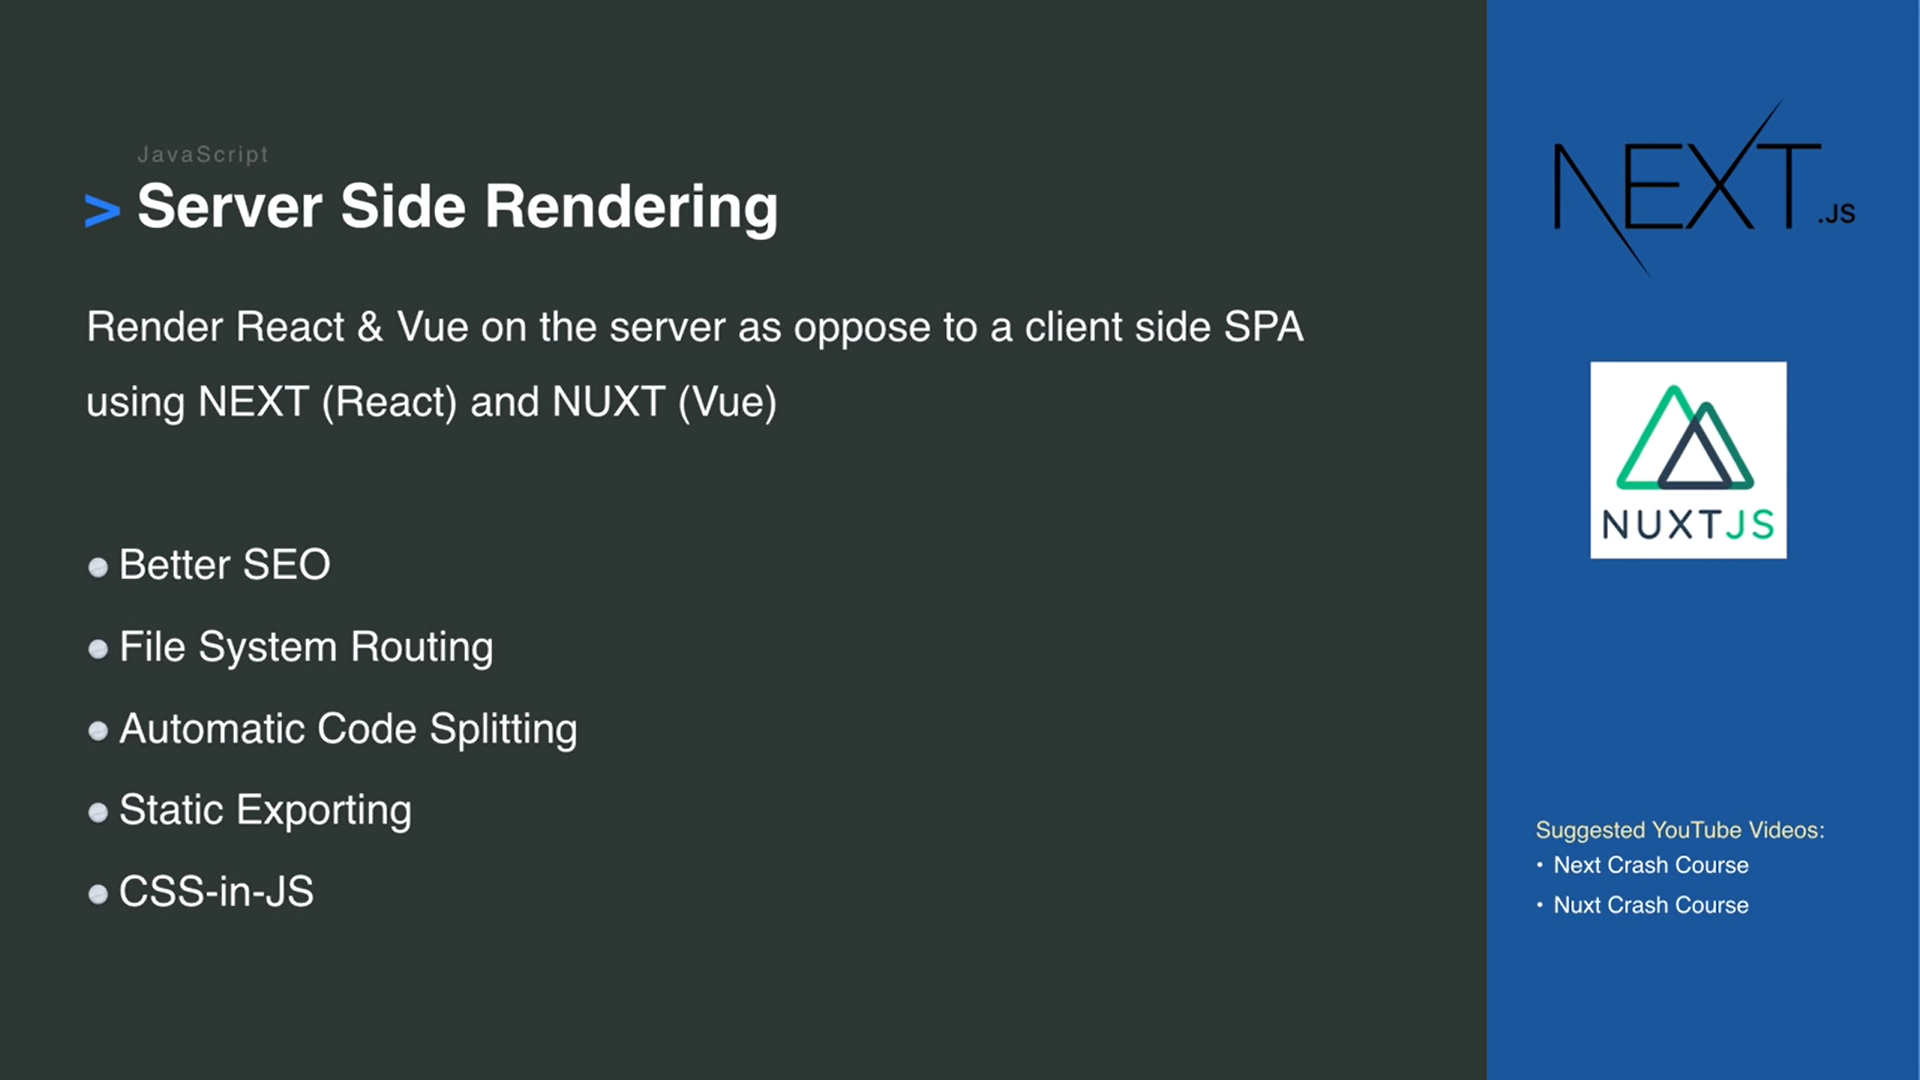 JavaScript
> Server Side Rendering
Render React & Vue on the server as oppose to a client side SPA
using NEXT (React) and NUXT (Vue)
Better SEO
File System Routing
Automatic Code Splitting
Static Exporting
CSS-in-JS
NEXT.JS
NUXTJS
Suggested YouTube Videos:
• Next Crash Course
• Nuxt Crash Course